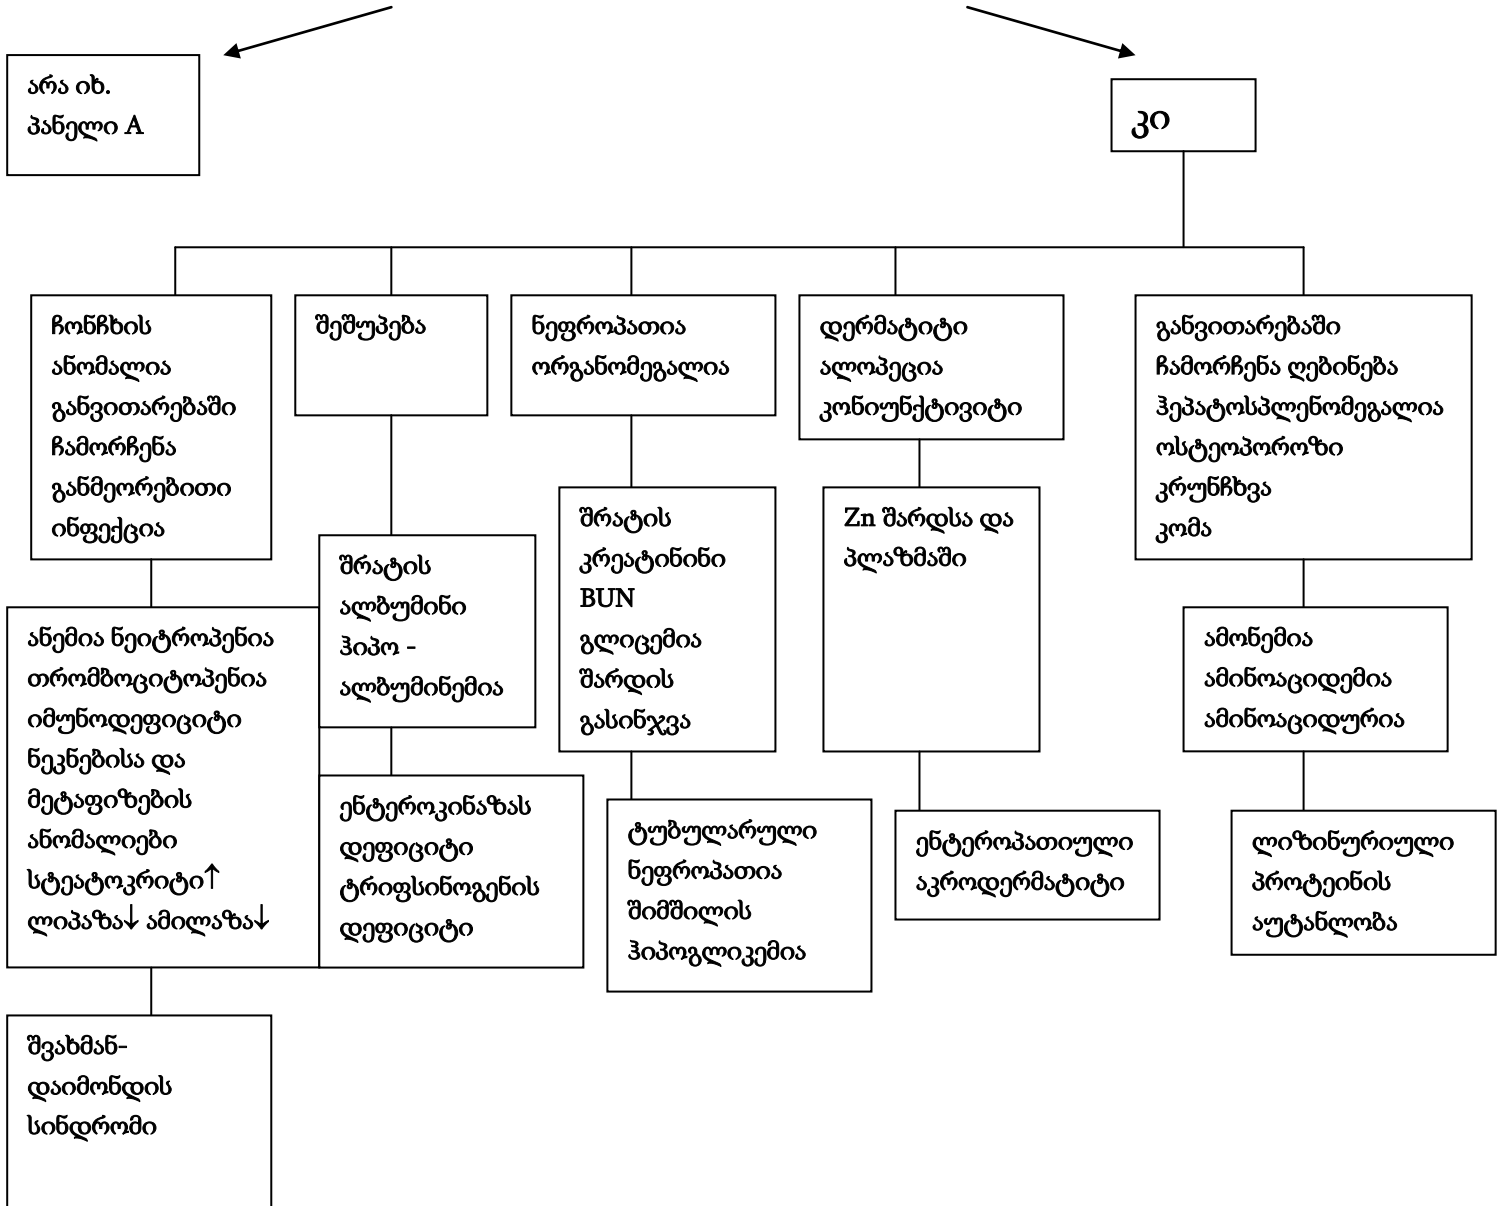 არა იხ.
პანელი A
კი
ჩონჩხის
ანომალია
განვითარებაში
ჩამორჩენა
განმეორებითი
ინფექცია
შეშუპება
ნეფროპათია
ორგანომეგალია
დერმატიტი
ალოპეცია
კონიუნქტივიტი
განვითარებაში
ჩამორჩენა ღებინება
ჰეპატოსპლენომეგალია
ოსტეოპოროზი
კრუნჩხვა
კომა
ანემია ნეიტროპენია
თრომბოციტოპენია
იმუნოდეფიციტი
ნეკნებისა და
მეტაფიზების
ანომალიები
სტეატოკრიტი↑
ლიპაზა↓ ამილაზა↓
შრატის
ალბუმინი
ჰიპო -
ალბუმინემია
შრატის
კრეატინინი
BUN
გლიცემია
შარდის
გასინჯვა
Zn შარდსა და
პლაზმაში
ამონემია
ამინოაციდემია
ამინოაციდურია
ენტეროკინაზას
დეფიციტი
ტრიფსინოგენის
დეფიციტი
ტუბულარული
ნეფროპათია
შიმშილის
ჰიპოგლიკემია
ენტეროპათიული
აკროდერმატიტი
ლიზინურიული
პროტეინის
აუტანლობა
შვახმან-
დაიმონდის
სინდრომი